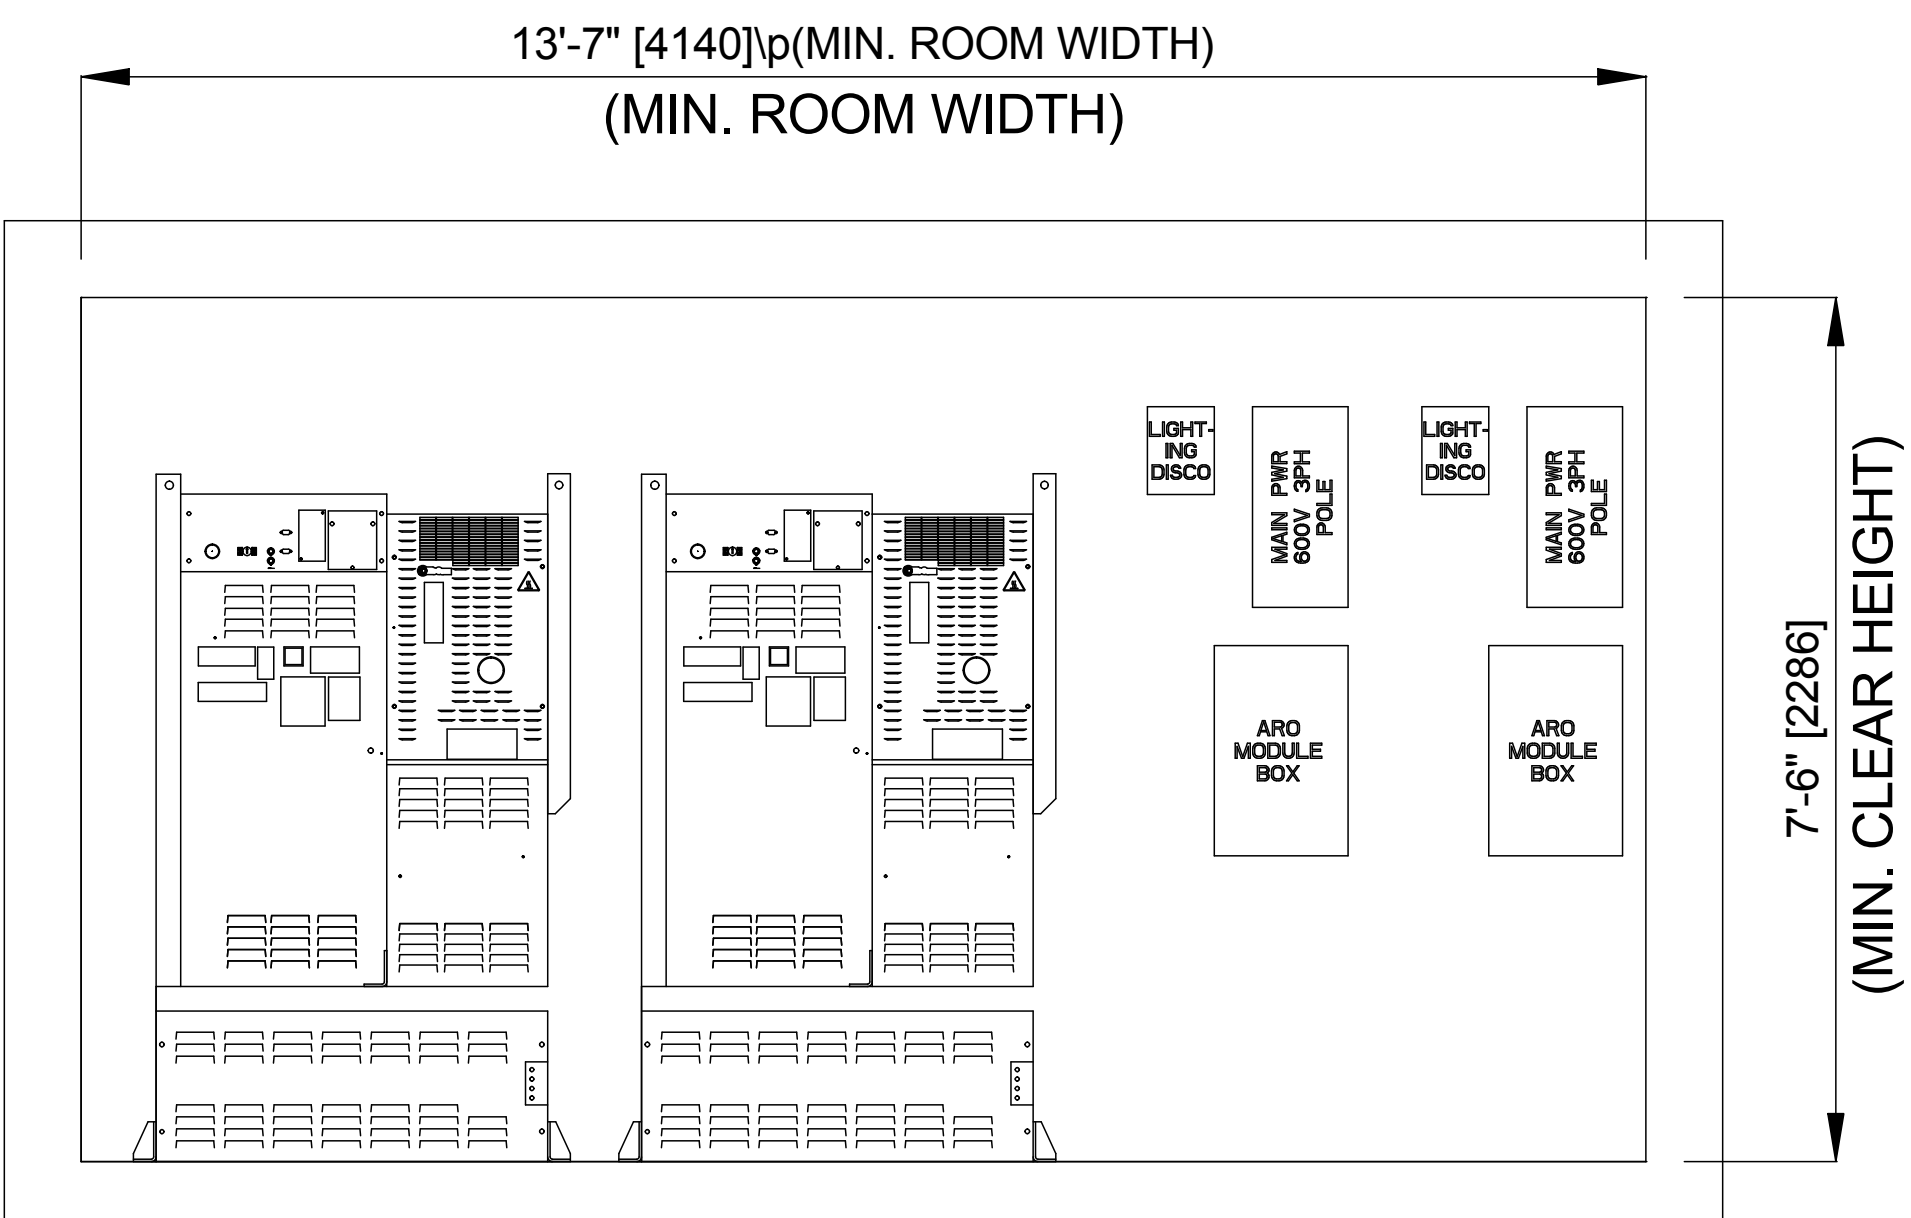 13'-7" [4140]\p(MIN. ROOM WIDTH)
(MIN. ROOM WIDTH)
LIGHT-
ING
DISCO
MAIN PWR
600V 3PH
POLE
LIGHT-
ING
DISCO
MAIN PWR
600V 3PH
POLE
ARO
MODULE
BOX
ARO
MODULE
BOX
7'-6" [2286]
(MIN. CLEAR HEIGHT)